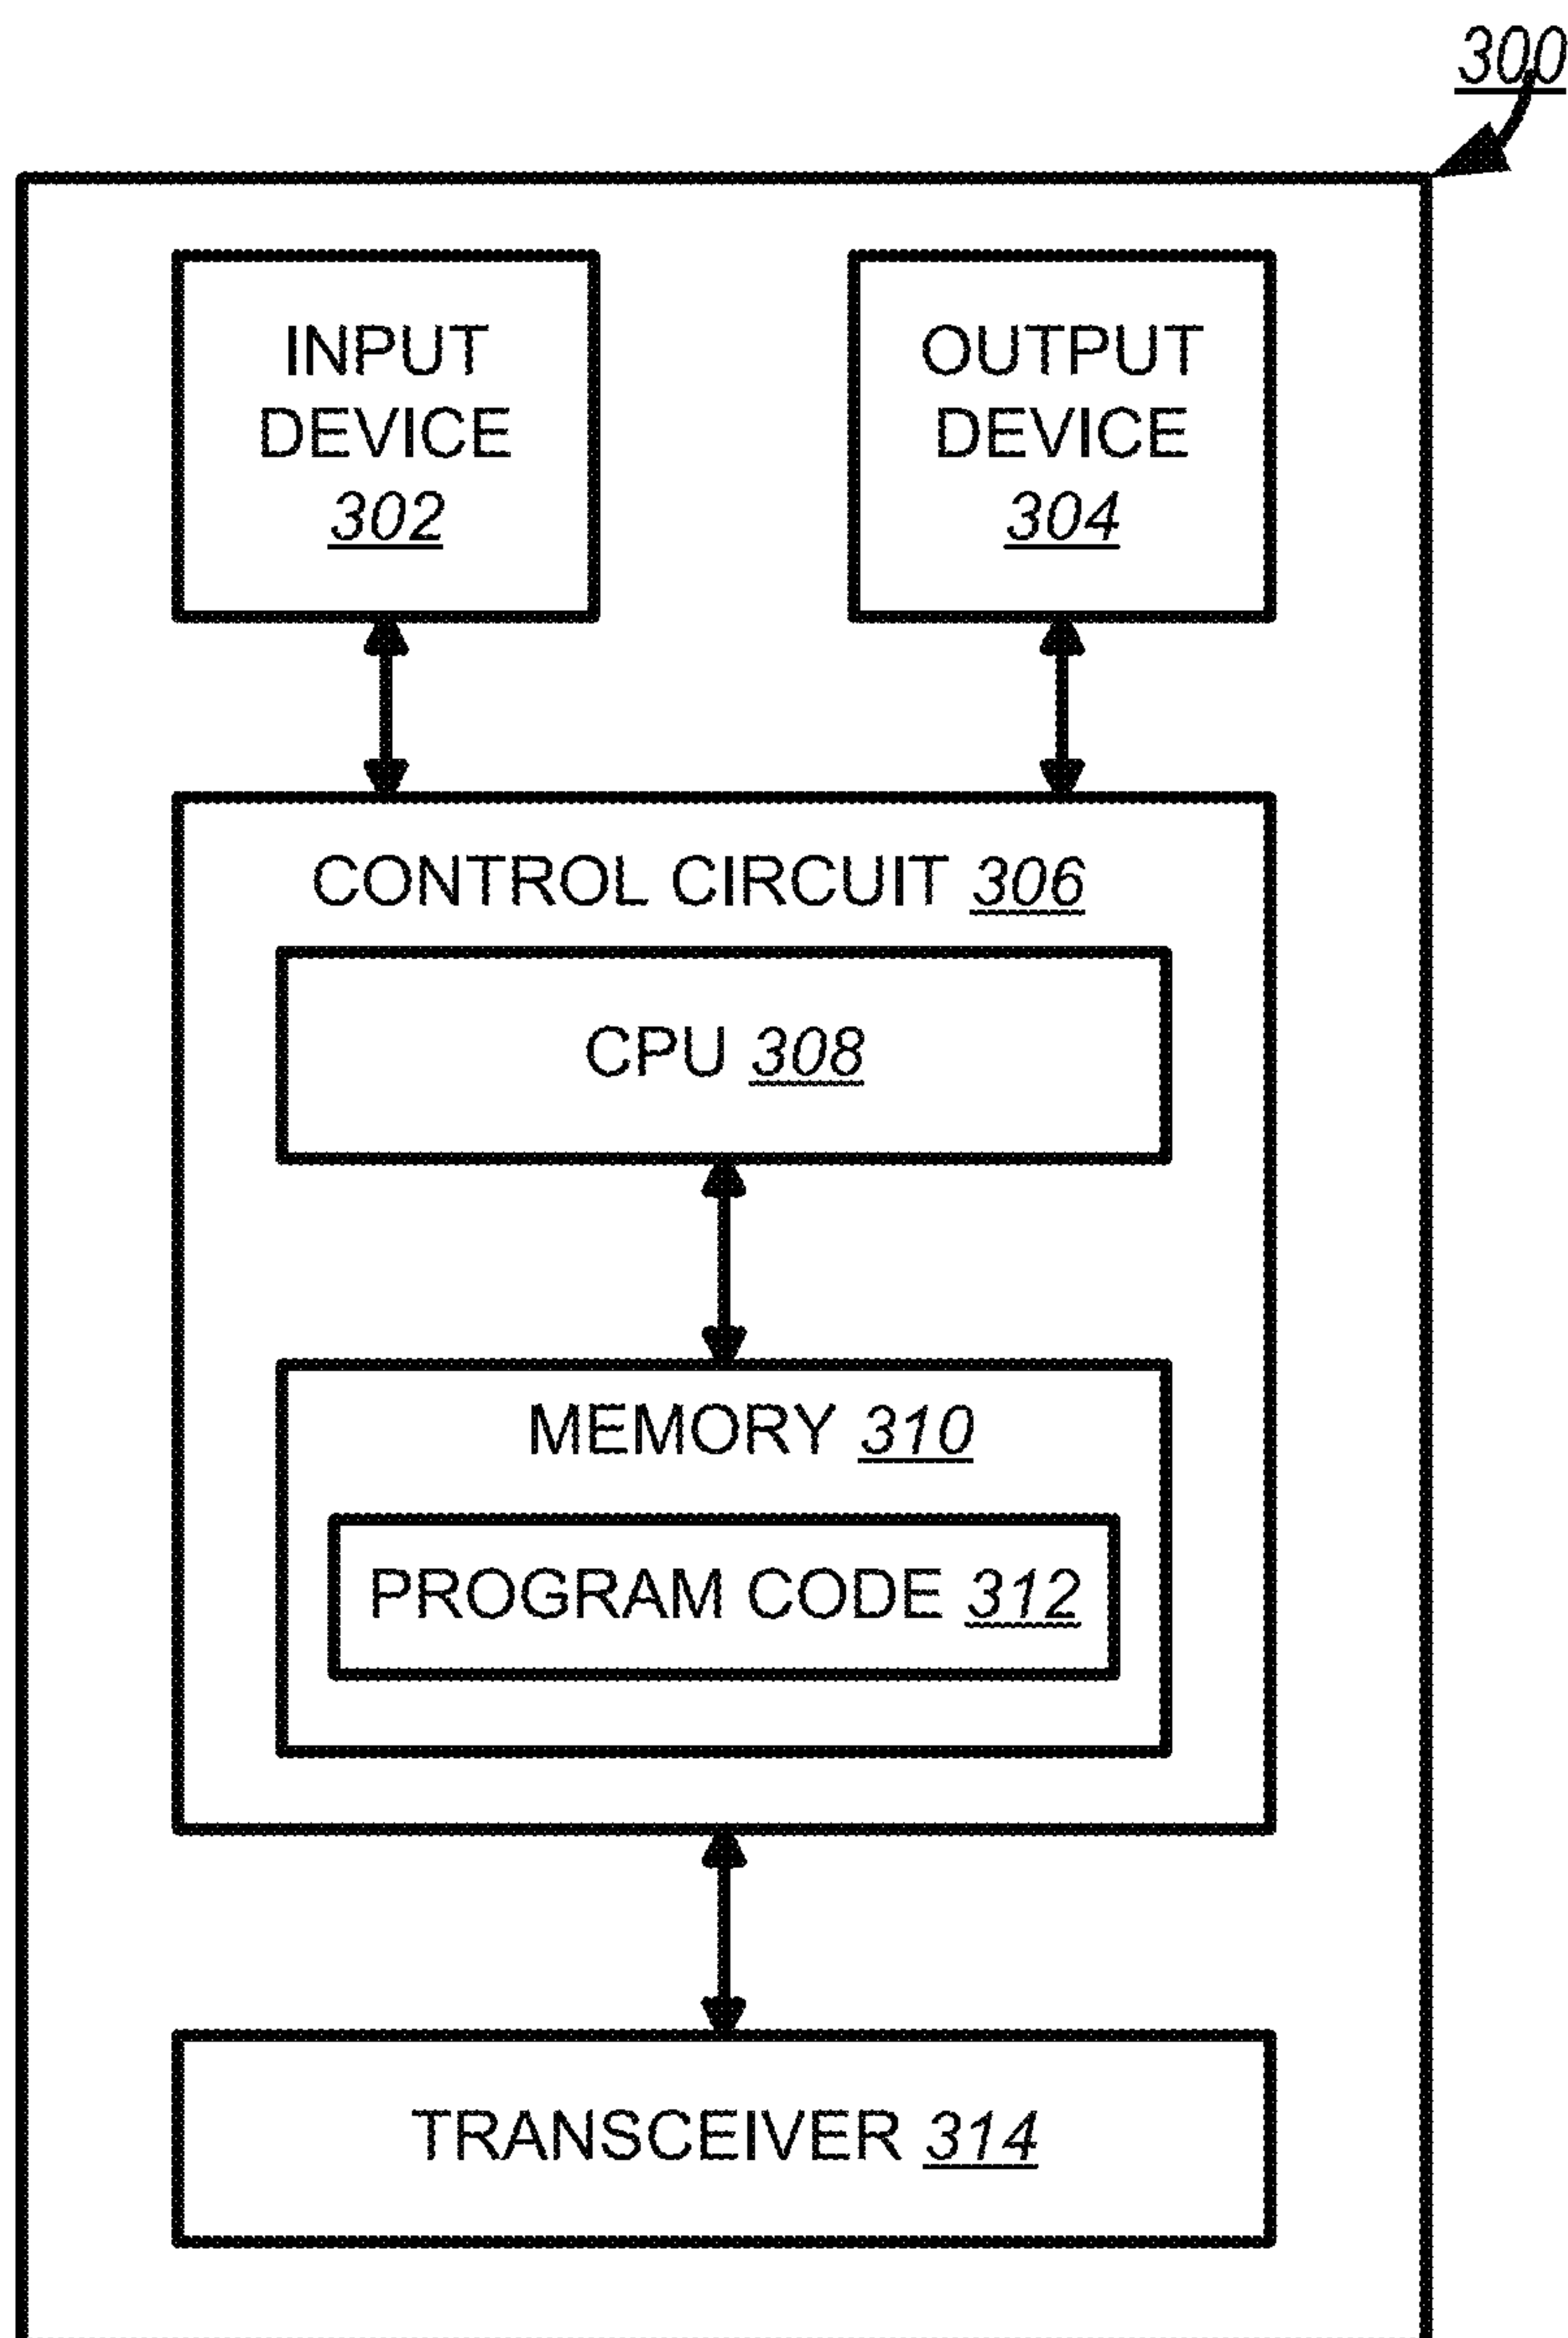 300
INPUT
DEVICE
302
OUTPUT
DEVICE
304
CONTROL CIRCUIT 306
CPU 308
MEMORY 310
PROGRAM CODE 312
TRANSCEIVER 314